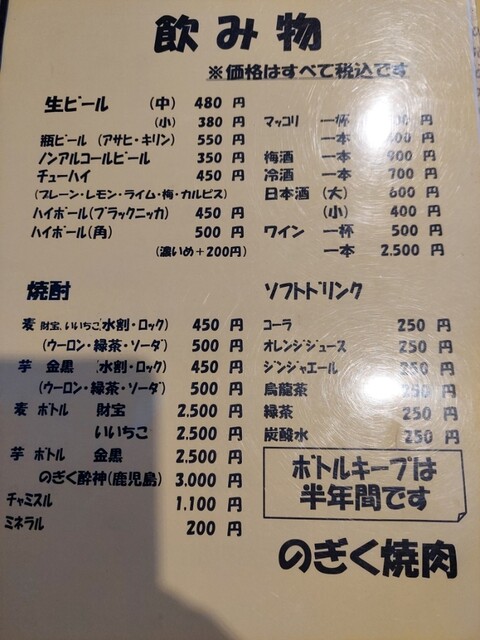 飲み物
※価格はすべて税込です
生ビール (中) 480 円
(小) 380 円
瓶ビール (アサヒ・キリン) 550 円
ノンアルコールビール 350 円
チューハイ 450 円
(プレーン・レモン・ライム・梅・カルピス)
ハイボール(ブラックニッカ) 450 円
ハイボール(角) 500 円
(濃いめ+200円)
マッコリ 一杯 円
一本 円
梅酒 一本 900 円
冷酒 一本 700 円
日本酒 (大) 600 円
(小) 400 円
ワイン 一杯 500 円
一本 2.500 円
焼酎
麦 財宝、いいちこ(水割・ロック) 450 円
(ウーロン・緑茶・ソーダ) 500 円
芋 金黒 (水割・ロック) 450 円
(ウーロン・緑茶・ソーダ) 500 円
麦 ボトル 財宝 2.500 円
いいちこ 2.500 円
芋 ボトル 金黒 2.500 円
のぎく酔神(鹿児島) 3.000 円
チャミスル 1.100 円
ミネラル 200 円
ソフトドリンク
コーラ 250 円
オレンジジュース 250 円
ジンジャエール 250 円
烏龍茶 250 円
緑茶 250 円
炭酸水 250 円
ボトルキープは
半年間です
のぎく焼肉